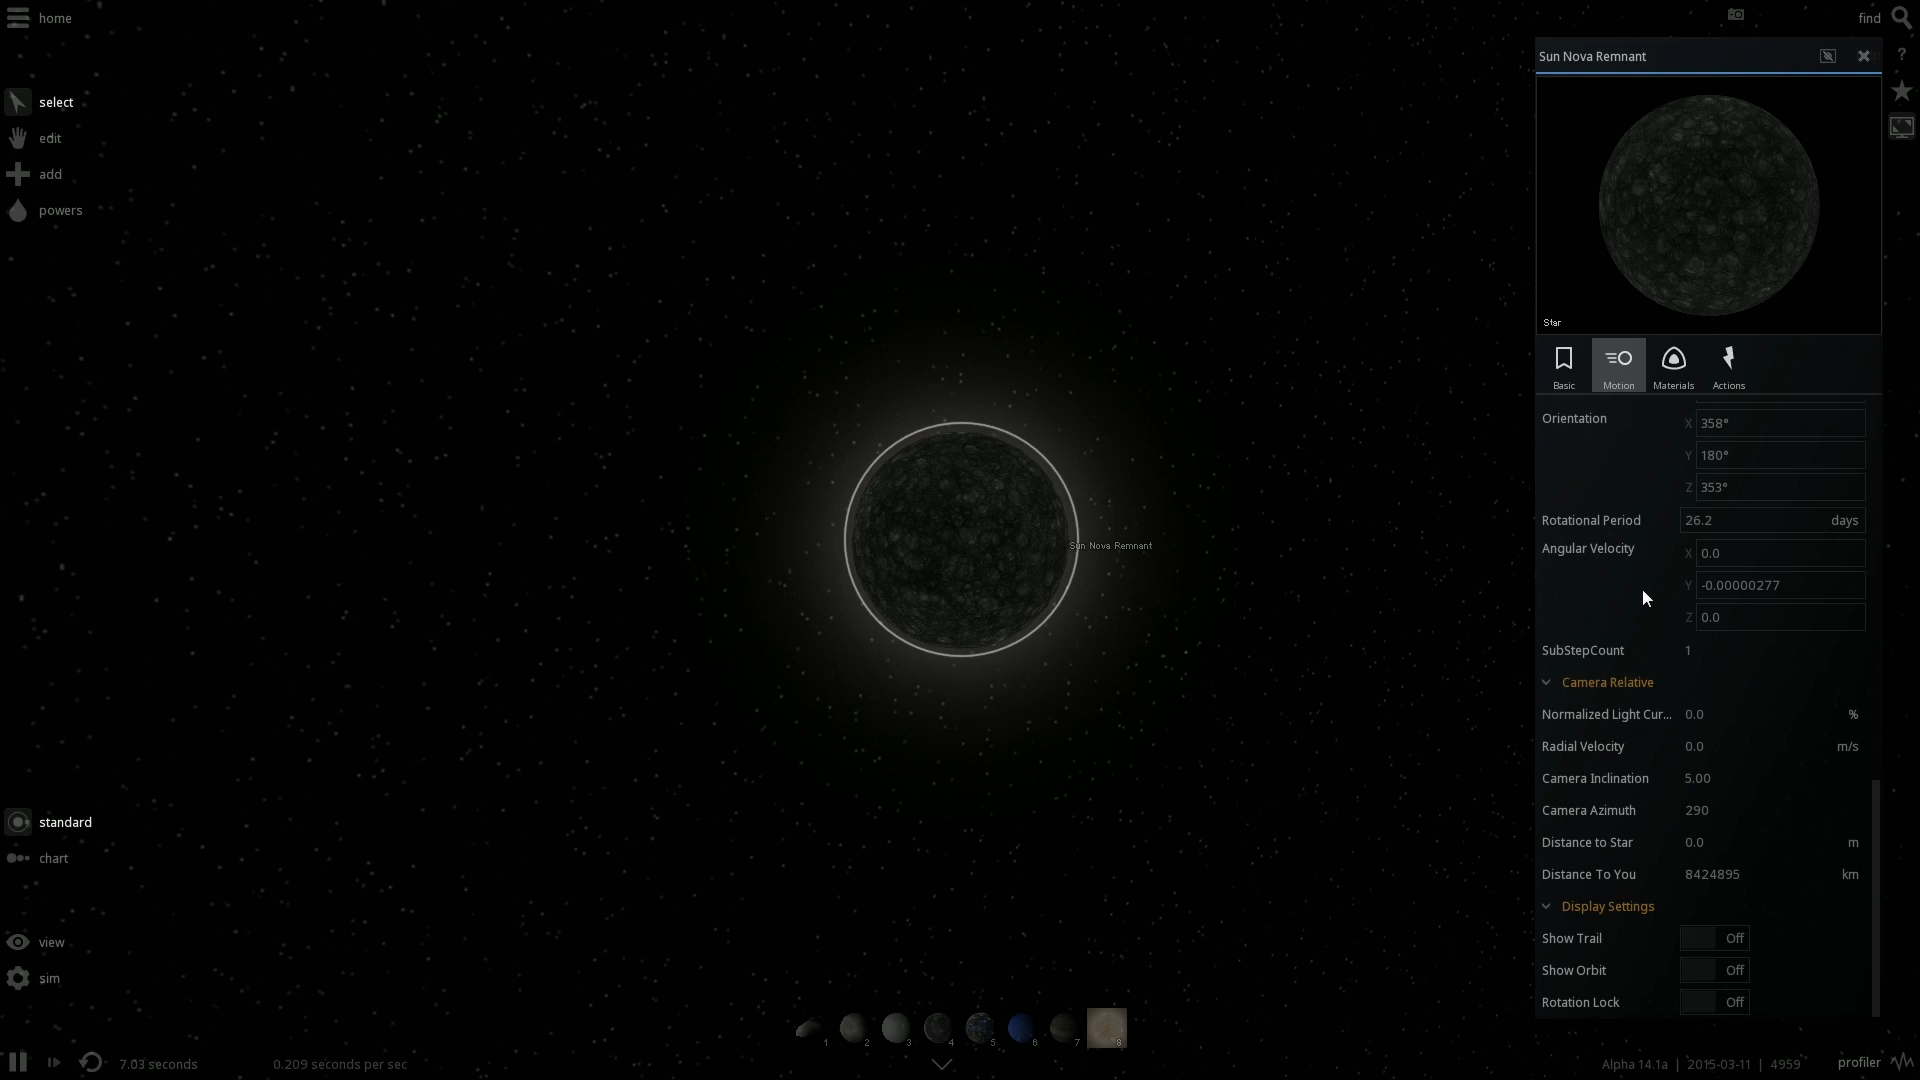 home
find
Sun Nova Remnant
?
select
edit
add
powers
Star
Basic
Motion
Materials
Actions
Orientation
X 358°
Y 180°
Z 353°
Rotational Period 26.2 days
Angular Velocity X 0.0
Sun Nova Remnant
Y -0.00000277
Z 0.0
SubStepCount 1
Camera Relative
Normalized Light Cur... 0.0 %
Radial Velocity 0.0 m/s
Camera Inclination 5.00
Camera Azimuth 290
Distance to Star 0.0 m
Distance To You 8424895 km
Display Settings
Show Trail Off
Show Orbit Off
Rotation Lock Off
standard
chart
view
sim
1 2 3 4 5 6 7 8
7.03 seconds
0.209 seconds per sec
Alpha 14.1a | 2015-03-11 | 4959
profiler